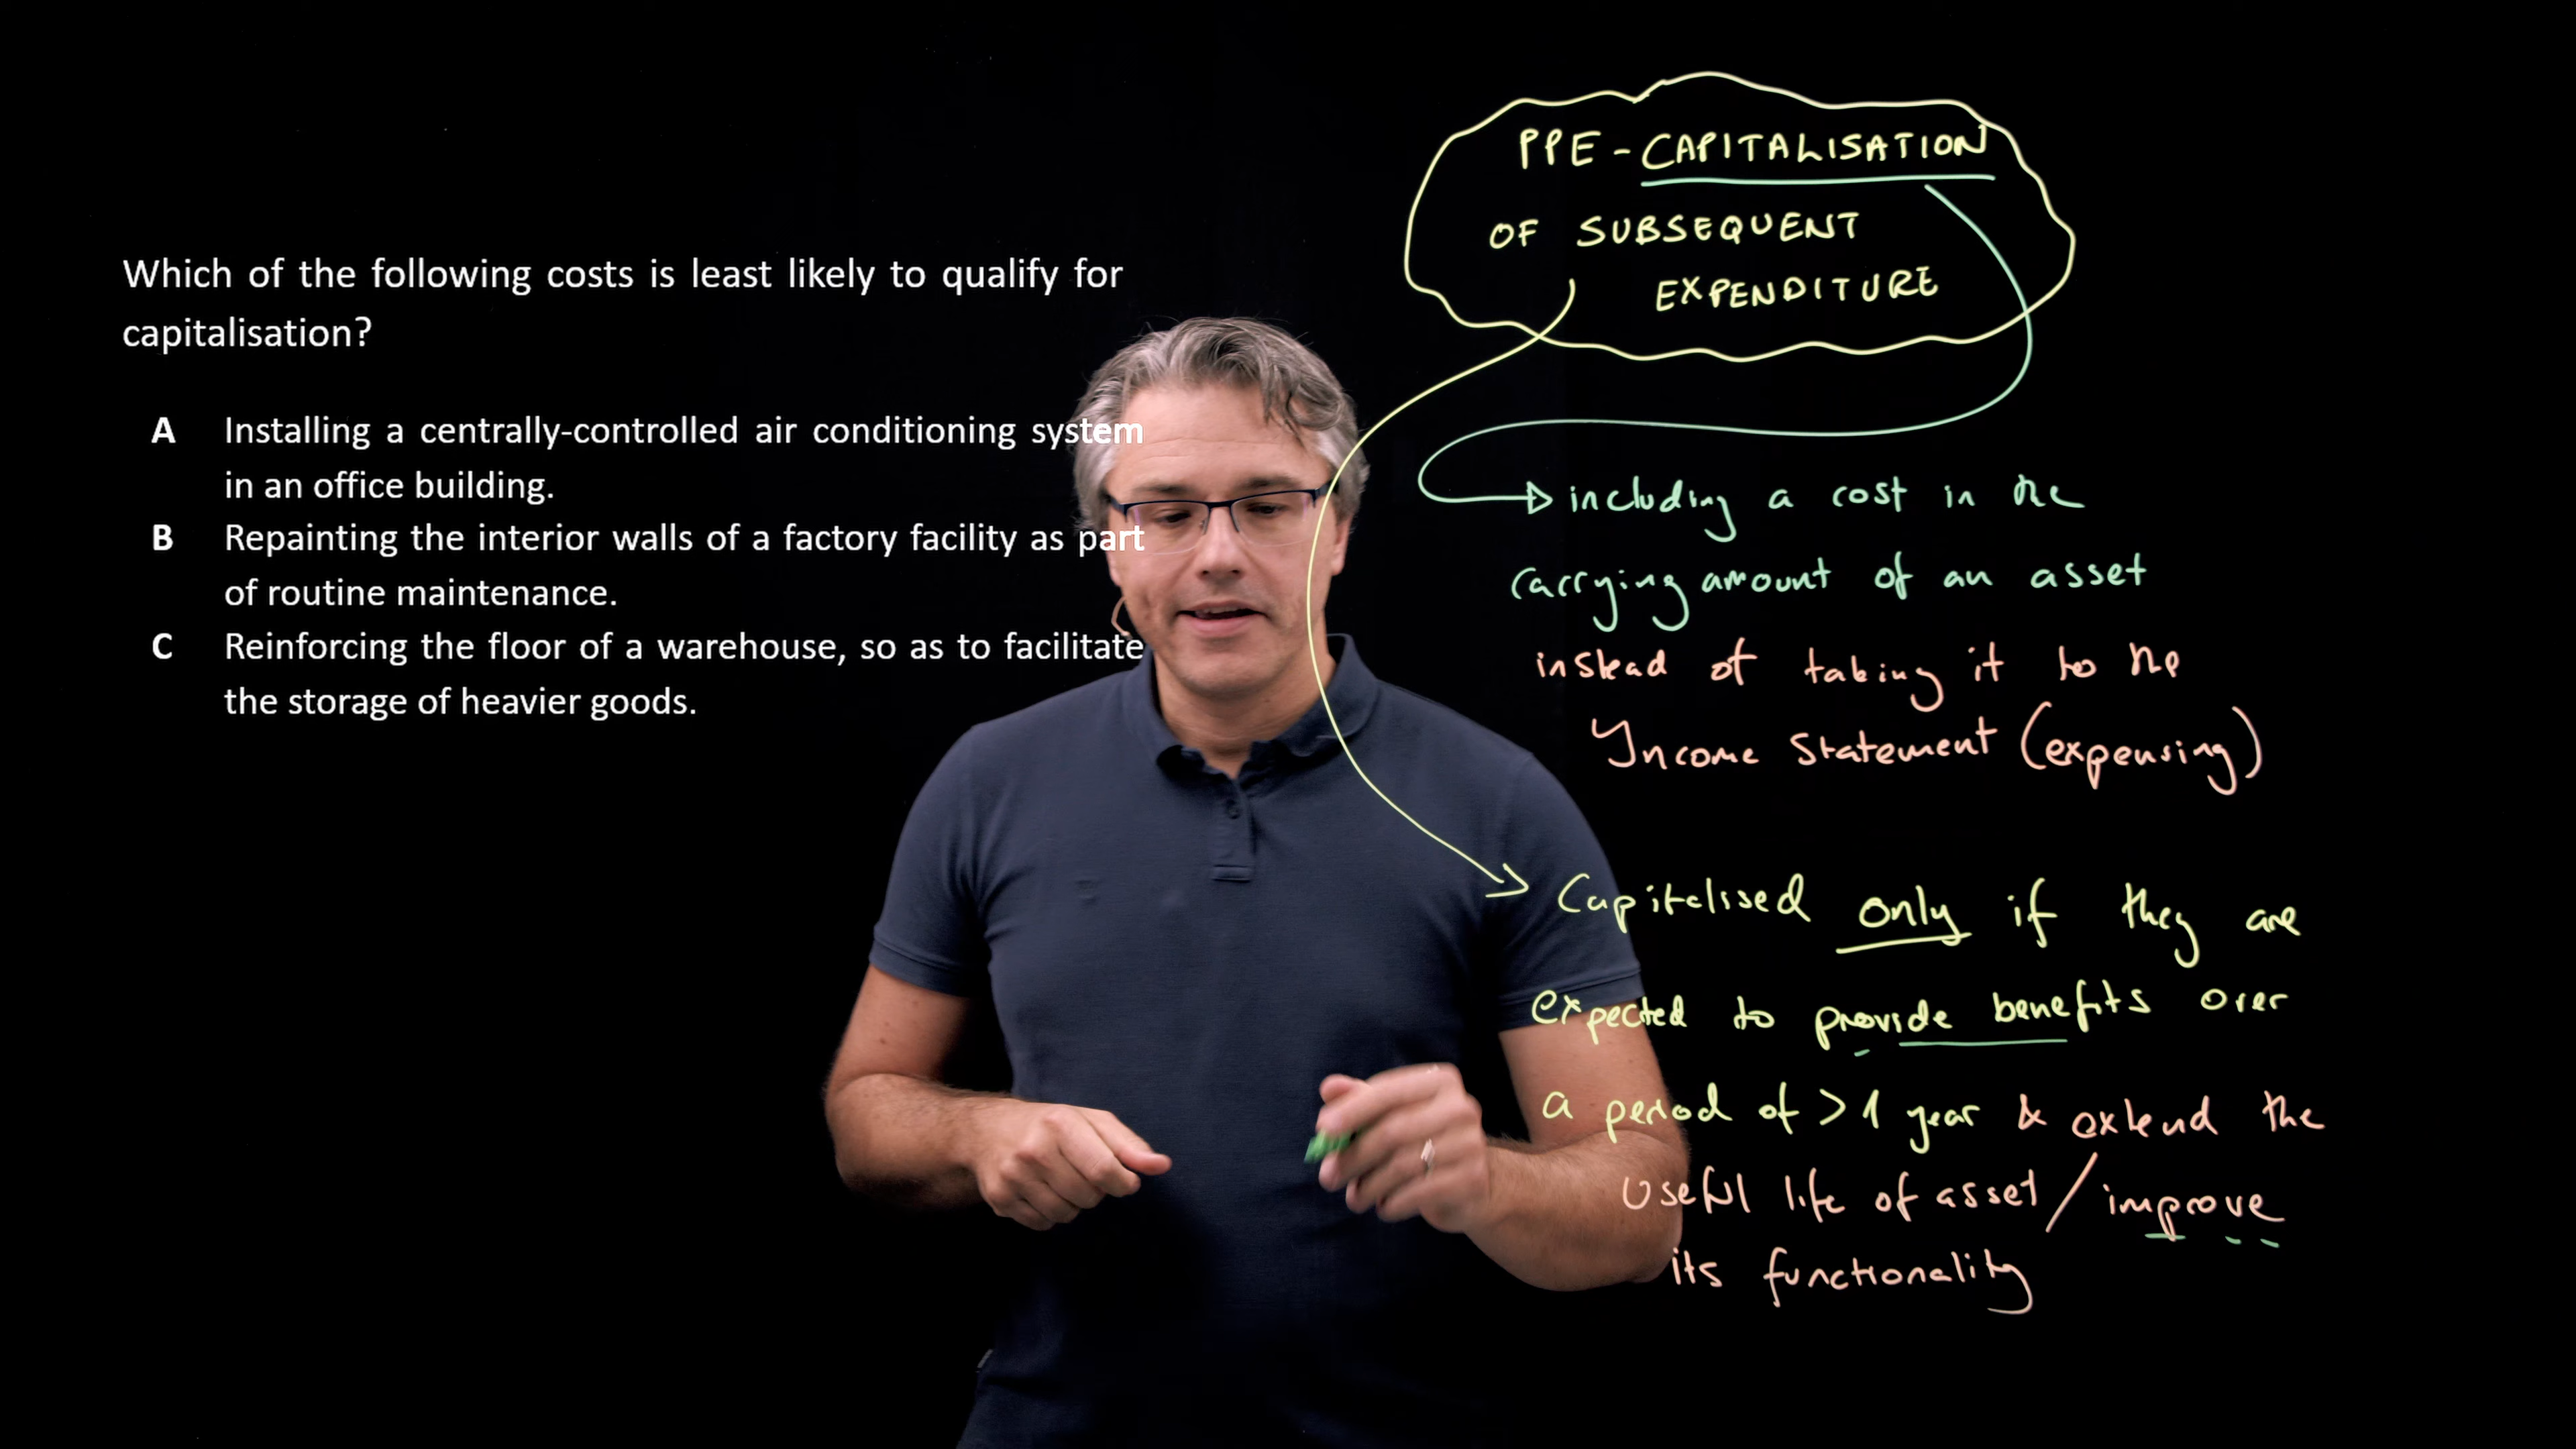 Which of the following costs is least likely to qualify for
capitalisation?
A Installing a centrally-controlled air conditioning system
in an office building.
B Repainting the interior walls of a factory facility as part
of routine maintenance.
C Reinforcing the floor of a warehouse, so as to facilitate
the storage of heavier goods.
PPE - CAPITALISATION
OF SUBSEQUENT
EXPENDITURE
including a cost in the
carrying amount of an asset
instead of taking it to the
Income Statement (expensing)
Capitalised only if they are
expected to provide benefits over
a period of > 1 year & extend the
useful life of asset / improve
its functionality